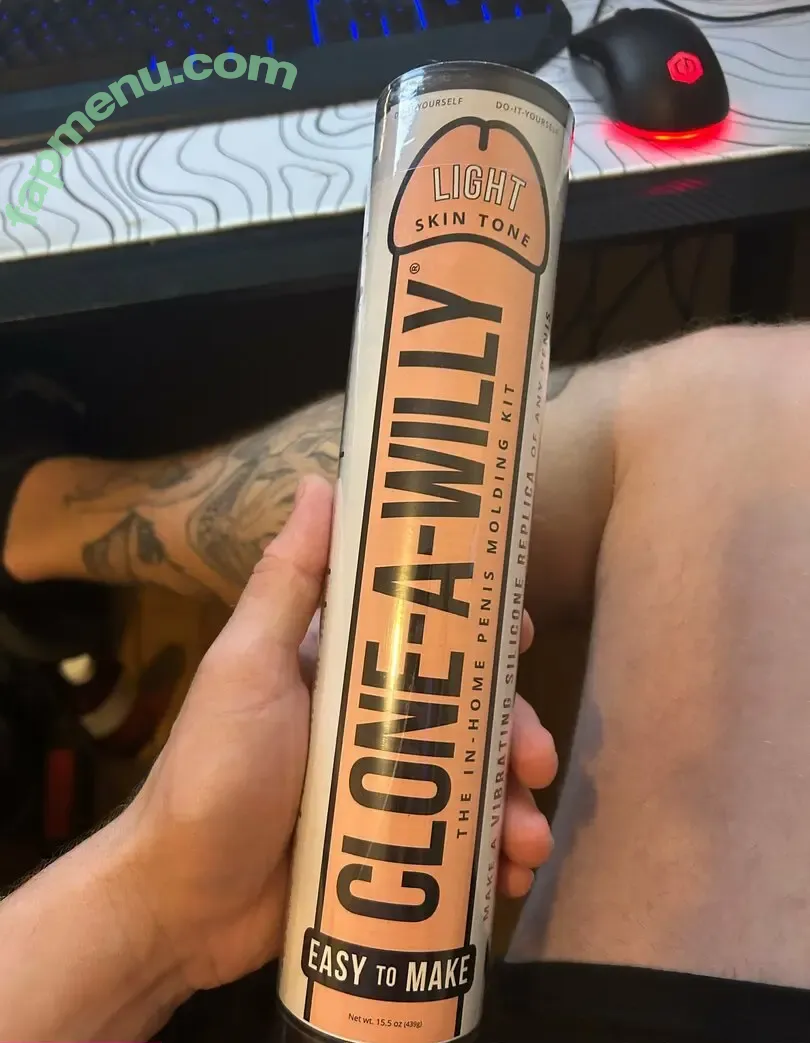 fapmenu.com
DO-IT-YOURSELF
LIGHT
SKIN TONE
CLONE-A-WILLY®
THE IN-HOME PENIS MOLDING KIT
MAKE A VIBRATING SILICONE REPLICA OF ANY PENIS
EASY TO MAKE
Net wt. 15.5 oz (439g)